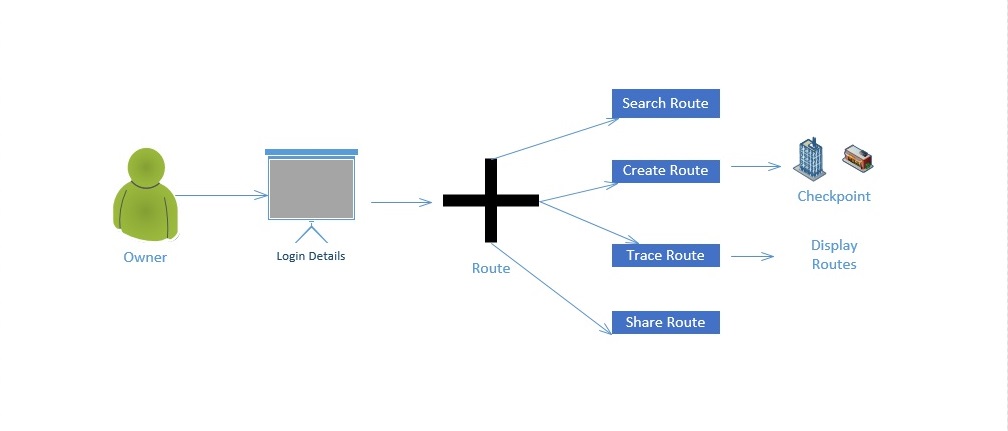 Search Route
Create Route
Checkpoint
Owner
Login Details
Route
Trace Route
Display
Routes
Share Route